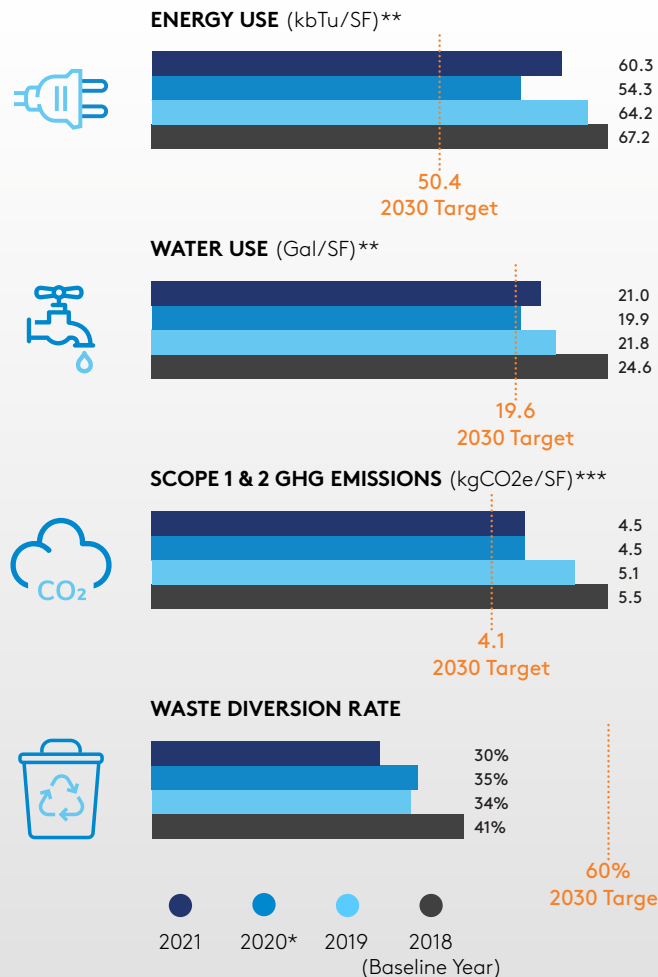 ENERGY USE (kbTu/SF)**
60.3
54.3
64.2
67.2
50.4
2030 Target
WATER USE (Gal/SF)**
21.0
19.9
21.8
24.6
19.6
2030 Target
SCOPE 1 & 2 GHG EMISSIONS (kgCO2e/SF)***
CO₂
4.5
4.5
5.1
5.5
4.1
2030 Target
WASTE DIVERSION RATE
30%
35%
34%
41%
60%
2030 Targe
2021 2020* 2019 2018
(Baseline Year)